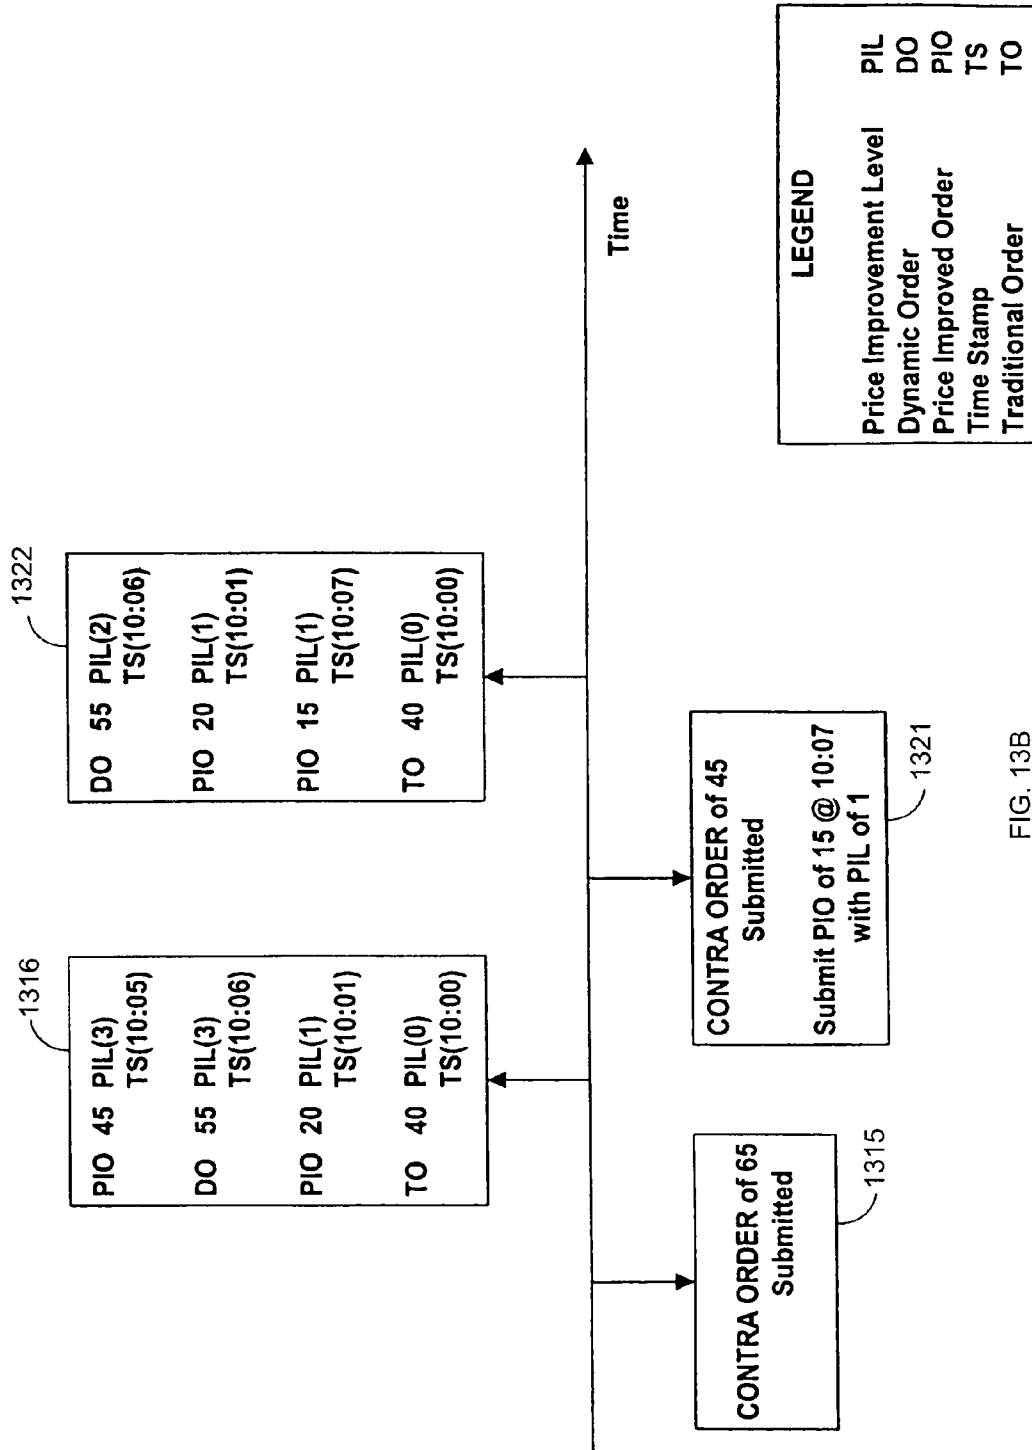 1316
PIO 45 PIL(3)
TS(10:05)
DO 55 PIL(3)
TS(10:06)
PIO 20 PIL(1)
TS(10:01)
TO 40 PIL(0)
TS(10:00)
1322
DO 55 PIL(2)
TS(10:06)
PIO 20 PIL(1)
TS(10:01)
PIO 15 PIL(1)
TS(10:07)
TO 40 PIL(0)
TS(10:00)
Time
CONTRA ORDER of 65
Submitted
1315
CONTRA ORDER of 45
Submitted
Submit PIO of 15 @ 10:07
with PIL of 1
1321
LEGEND
Price Improvement Level PIL
Dynamic Order DO
Price Improved Order PIO
Time Stamp TS
Traditional Order TO
FIG. 13B